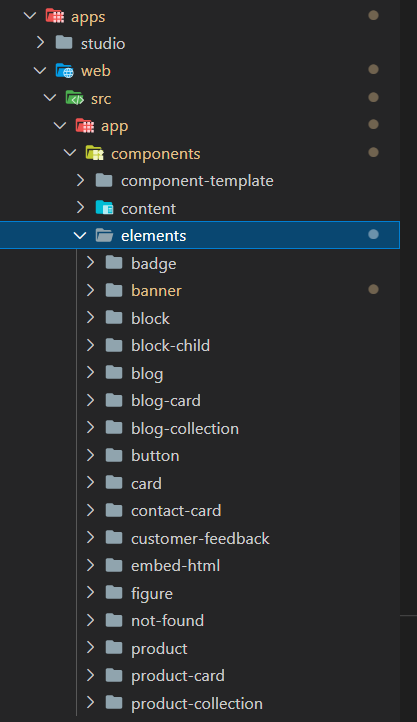 apps
studio
web
src
app
components
component-template
content
elements
badge
banner
block
block-child
blog
blog-card
blog-collection
button
card
contact-card
customer-feedback
embed-html
figure
not-found
product
product-card
product-collection